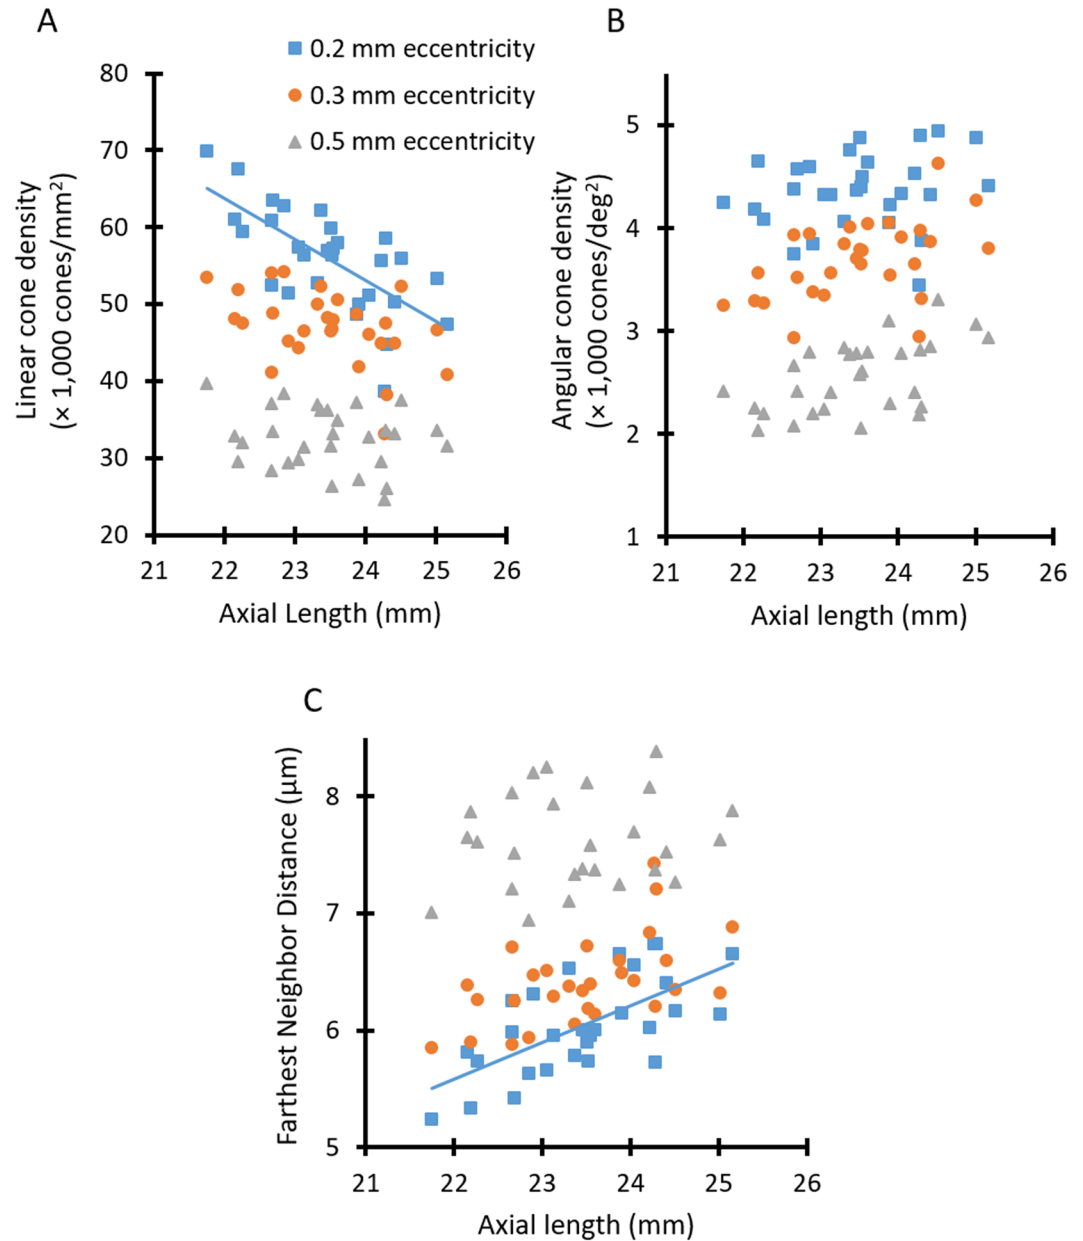 A
0.2 mm eccentricity
0.3 mm eccentricity
0.5 mm eccentricity
Linear cone density
(× 1,000 cones/mm²)
80
70
60
50
40
30
20
21 22 23 24 25 26
Axial Length (mm)
B
Angular cone density
(× 1,000 cones/deg²)
5
4
3
2
1
21 22 23 24 25 26
Axial length (mm)
C
Farthest Neighbor Distance (μm)
8
7
6
5
21 22 23 24 25 26
Axial length (mm)